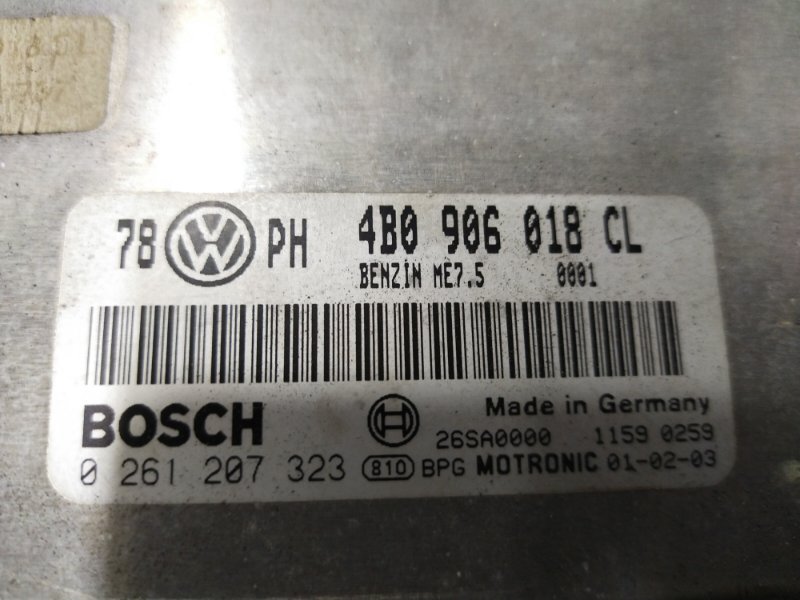 78 VW PH 4B0 906 018 CL
BENZIN ME7.5 0001
BOSCH
Made in Germany
26SA0000 1159 0259
0 261 207 323 810 BPG MOTRONIC 01-02-03